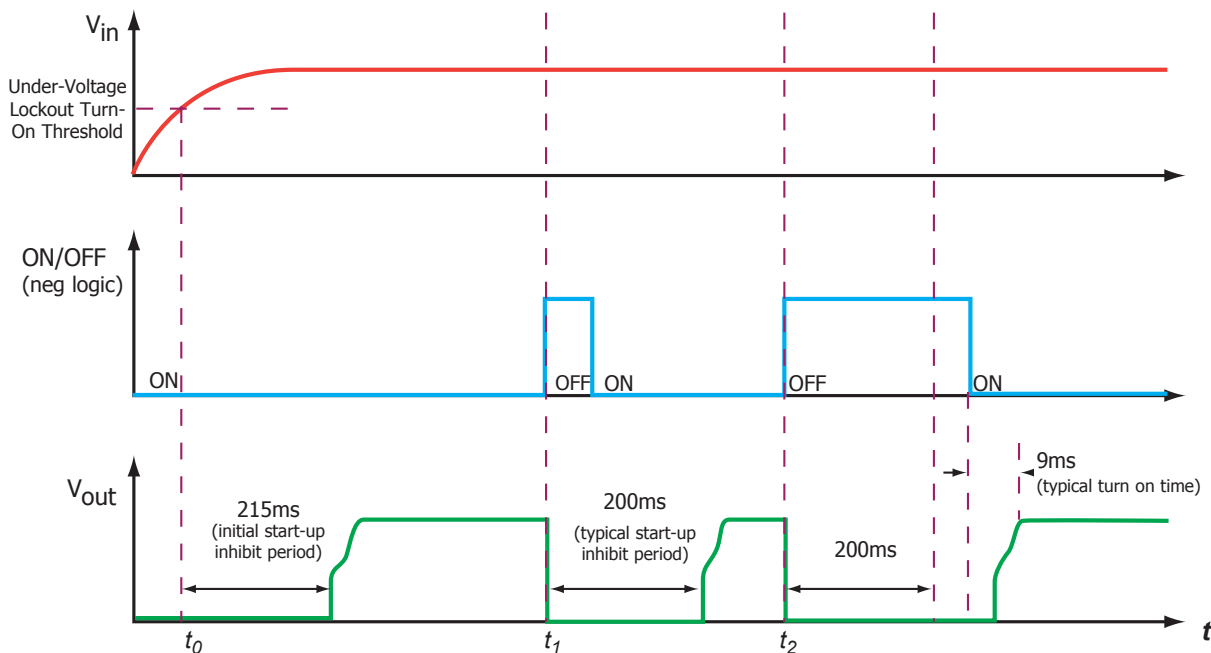 Vin
Under-Voltage
Lockout Turn-
On Threshold
ON/OFF
(neg logic)
ON
OFF
ON
OFF
ON
Vout
215ms
(initial start-up
inhibit period)
200ms
(typical start-up
inhibit period)
200ms
9ms
(typical turn on time)
t0
t1
t2
t